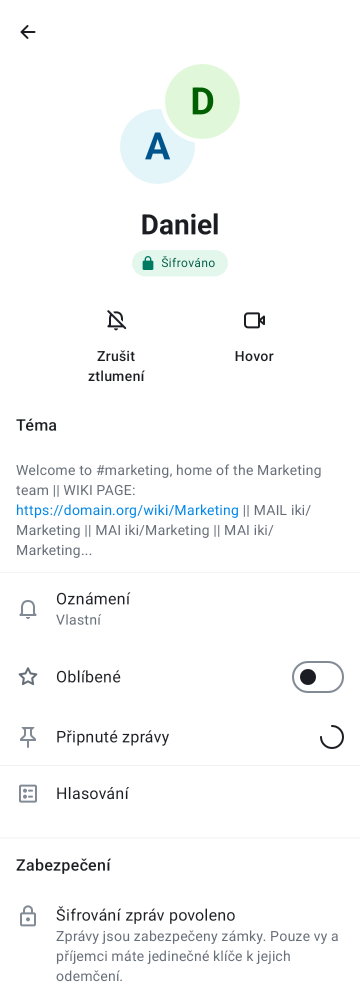 D
A
Daniel
Šifrováno
Zrušit
ztlumení
Hovor
Téma
Welcome to #marketing, home of the Marketing
team || WIKI PAGE:
https://domain.org/wiki/Marketing || MAIL iki/
Marketing || MAI iki/Marketing || MAI iki/
Marketing...
Oznámení
Vlastní
Oblíbené
Připnuté zprávy
Hlasování
Zabezpečení
Šifrování zpráv povoleno
Zprávy jsou zabezpečeny zámky. Pouze vy a
příjemci máte jedinečné klíče k jejich
odemčení.